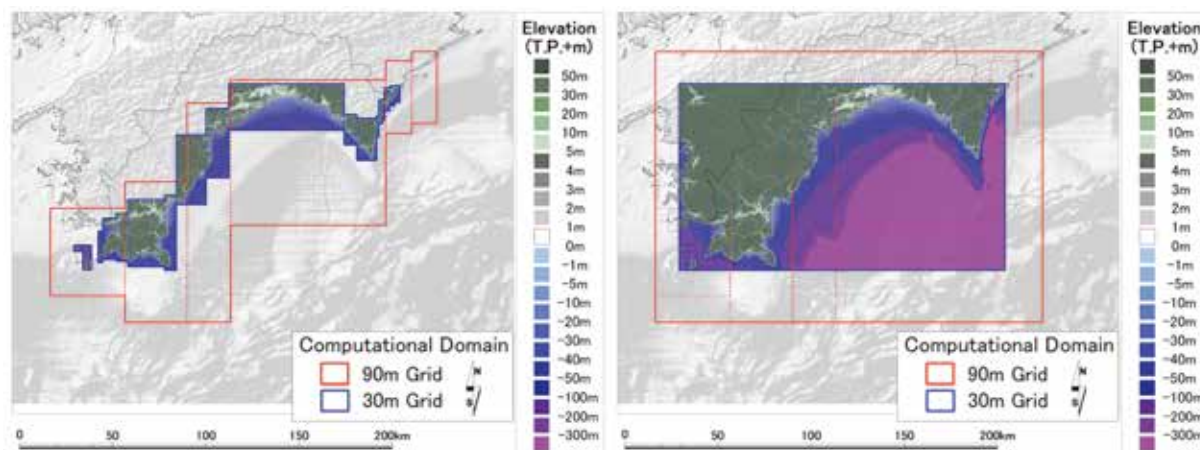 Elevation
(T.P.+m)
50m
30m
20m
10m
5m
4m
3m
2m
1m
0m
-1m
-5m
-10m
-20m
-30m
-40m
-50m
-100m
-200m
-300m
Computational Domain
90m Grid
30m Grid
N
S
0
50
100
150
200km
Elevation
(T.P.+m)
50m
30m
20m
10m
5m
4m
3m
2m
1m
0m
-1m
-5m
-10m
-20m
-30m
-40m
-50m
-100m
-200m
-300m
Computational Domain
90m Grid
30m Grid
N
S
0
50
100
150
200km